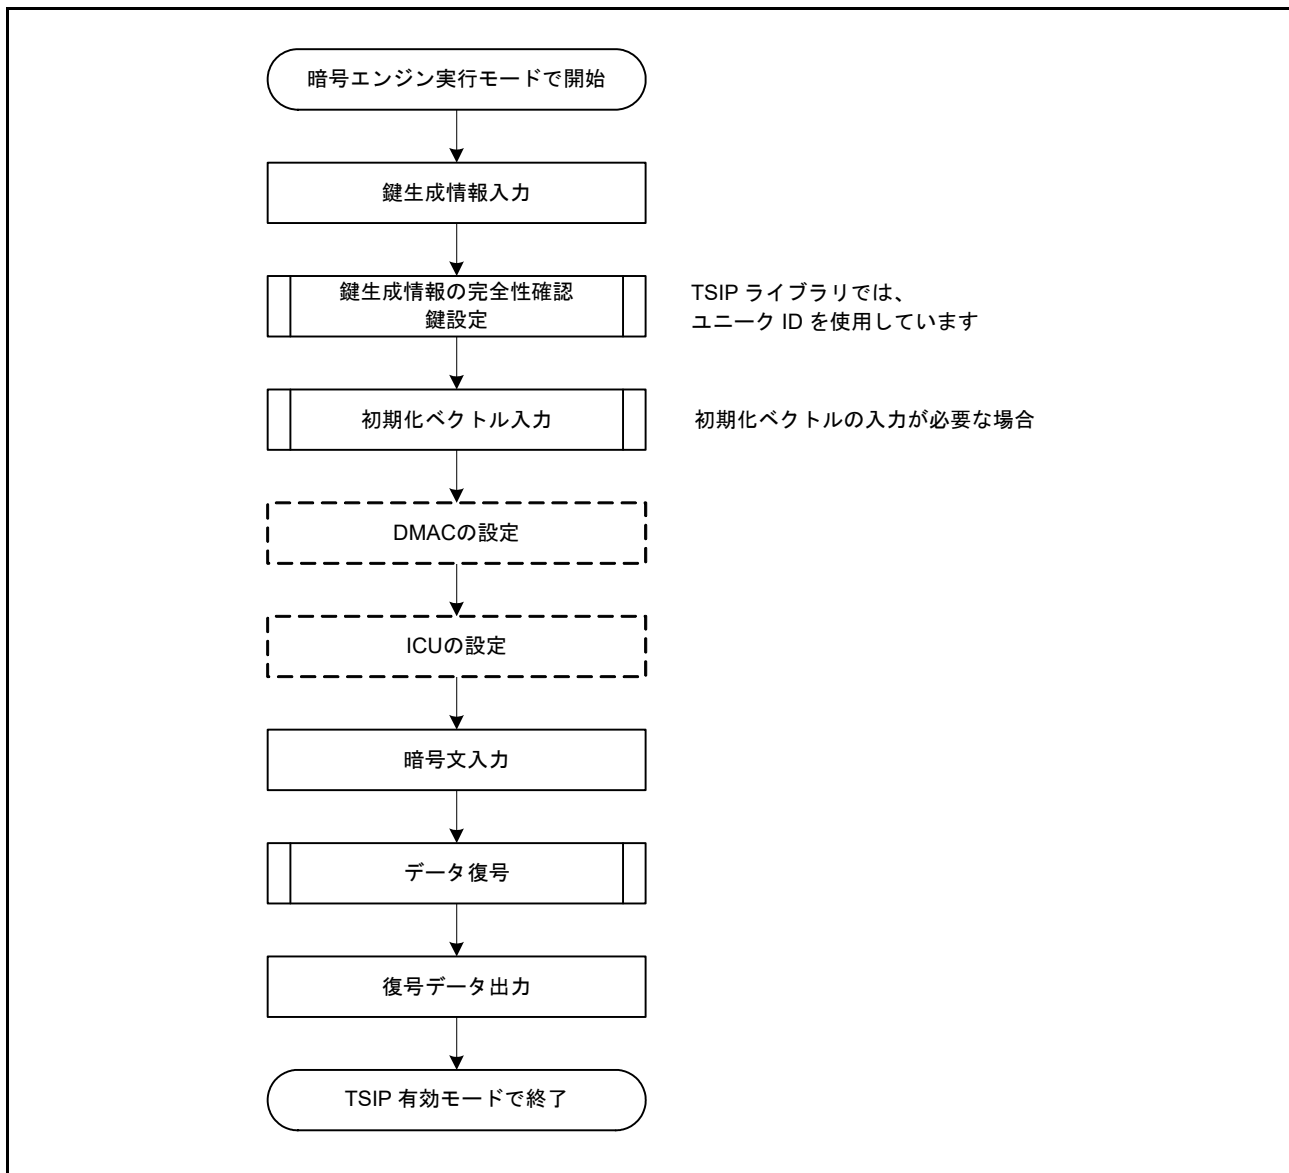 暗号エンジン実行モードで開始
鍵生成情報入力
鍵生成情報の完全性確認
鍵設定
TSIP ライブラリでは、
ユニーク ID を使用しています
初期化ベクトル入力
初期化ベクトルの入力が必要な場合
DMACの設定
ICUの設定
暗号文入力
データ復号
復号データ出力
TSIP 有効モードで終了